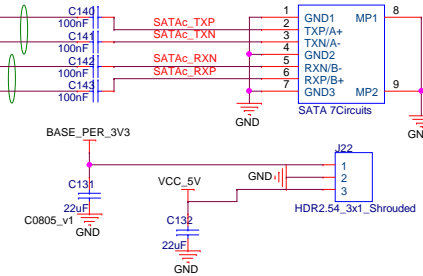 C140
100nF
SATAc_TXP
C141
SATAc_TXN
100nF
C142
SATAc_RXN
100nF
SATAc_RXP
C143
100nF
1
2
3
4
5
6
7
GND1
TXP/A+
TXN/A-
GND2
RXN/B-
RXP/B+
GND3
MP1
MP2
8
9
SATA 7Circuits
GND
BASE_PER_3V3
C131
22uF
C0805_v1
GND
VCC_5V
C132
22uF
GND
GND
J22
1
2
3
HDR2.54_3x1_Shrouded